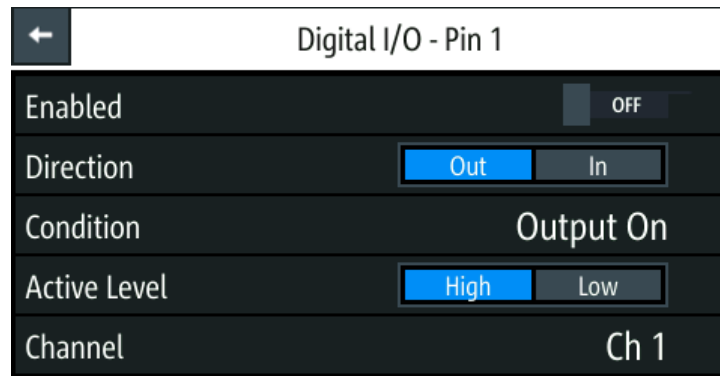 Digital I/O - Pin 1
Enabled OFF
Direction Out In
Condition Output On
Active Level High Low
Channel Ch 1